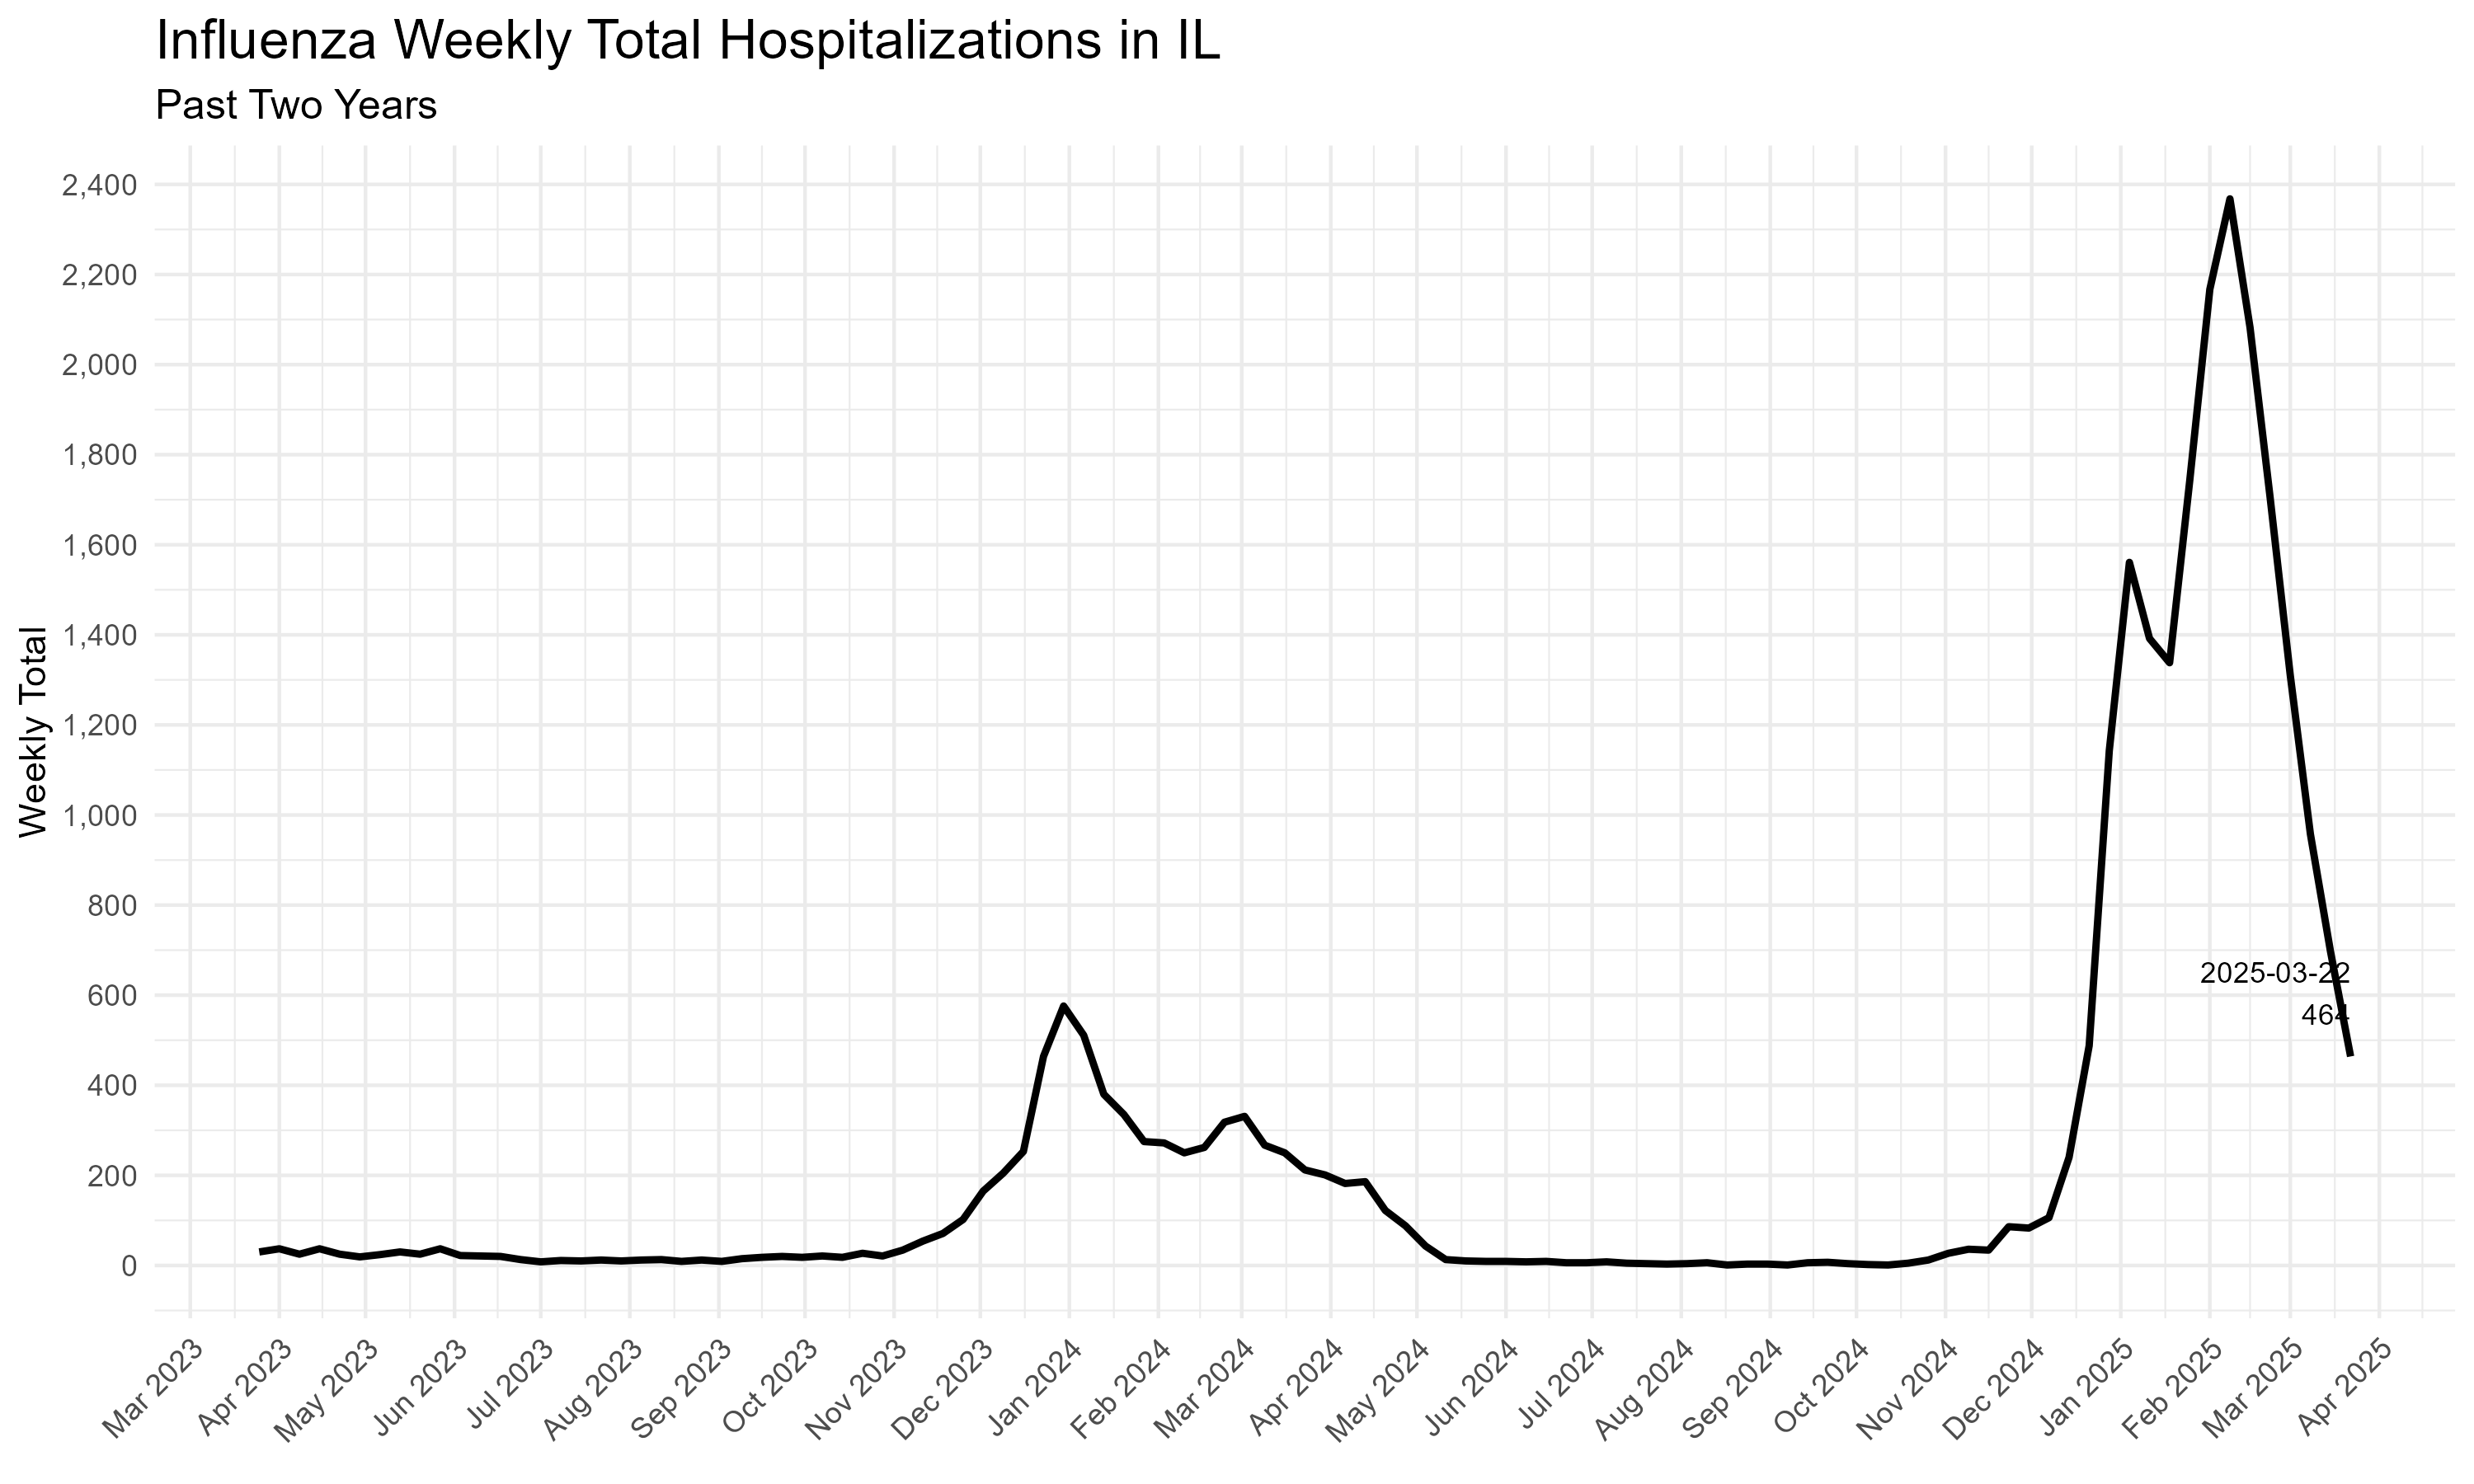 Influenza Weekly Total Hospitalizations in IL
Past Two Years
Weekly Total
2,400
2,200
2,000
1,800
1,600
1,400
1,200
1,000
800
600
400
200
0
2025-03-22
464
Mar 2023
Apr 2023
May 2023
Jun 2023
Jul 2023
Aug 2023
Sep 2023
Oct 2023
Nov 2023
Dec 2023
Jan 2024
Feb 2024
Mar 2024
Apr 2024
May 2024
Jun 2024
Jul 2024
Aug 2024
Sep 2024
Oct 2024
Nov 2024
Dec 2024
Jan 2025
Feb 2025
Mar 2025
Apr 2025